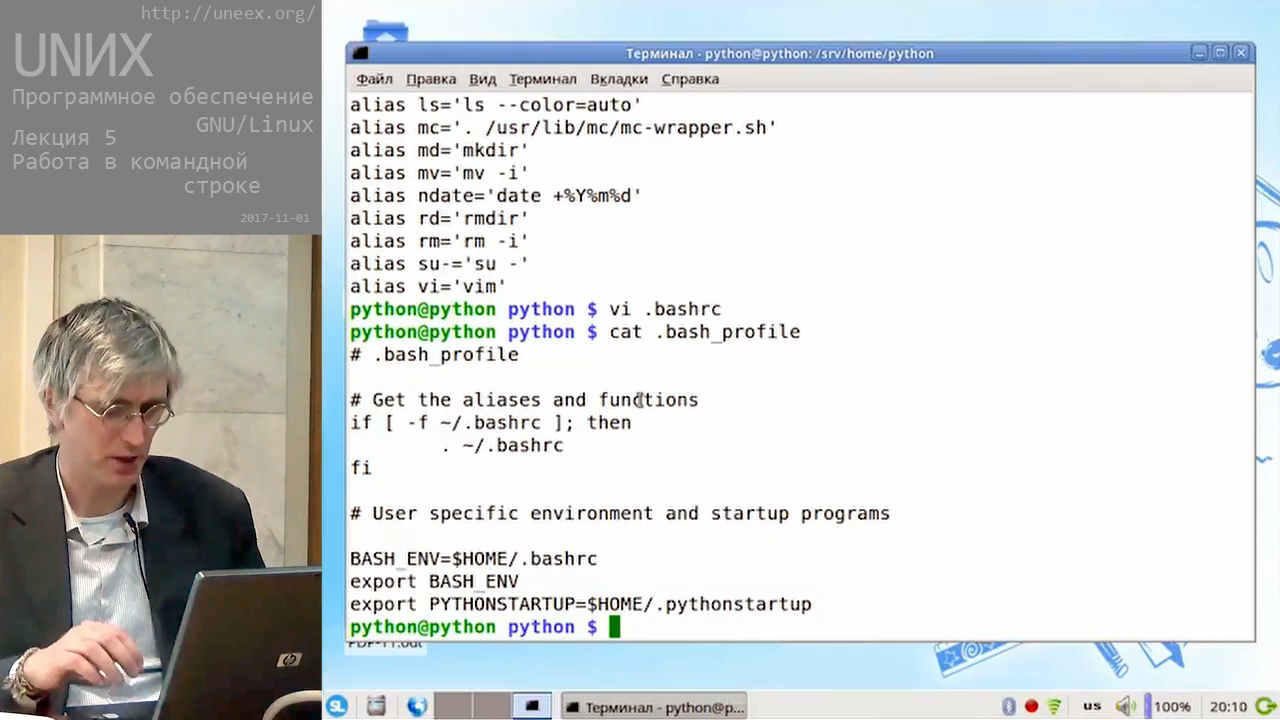 http://uneex.org/
UNИX
Программное обеспечение
GNU/Linux
Лекция 5
Работа в командной
строке
2017-11-01
Терминал - python@python: /srv/home/python
Файл Правка Вид Терминал Вкладки Справка
alias ls='ls --color=auto'
alias mc='. /usr/lib/mc/mc-wrapper.sh'
alias md='mkdir'
alias mv='mv -i'
alias ndate='date +%Y%m%d'
alias rd='rmdir'
alias rm='rm -i'
alias su-='su -'
alias vi='vim'
python@python python $ vi .bashrc
python@python python $ cat .bash_profile
# .bash_profile
# Get the aliases and functions
if [ -f ~/.bashrc ]; then
. ~/.bashrc
fi
# User specific environment and startup programs
BASH_ENV=$HOME/.bashrc
export BASH_ENV
export PYTHONSTARTUP=$HOME/.pythonstartup
python@python python $
hp
SL
Терминал - python@p...
us
100%
20:10